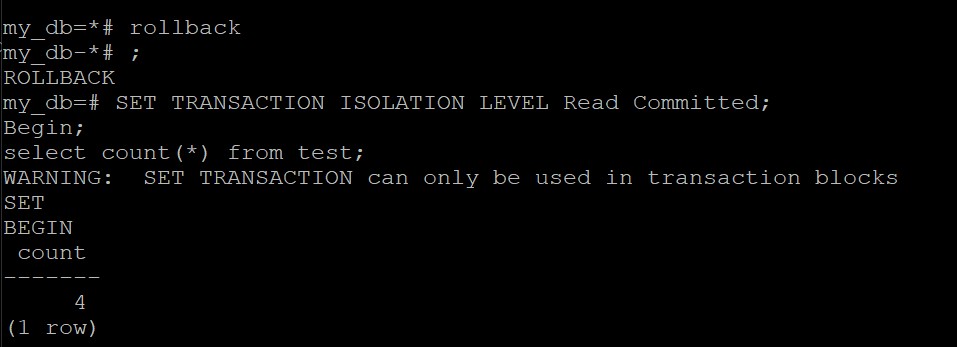 my_db=*# rollback
my_db-*# ;
ROLLBACK
my_db=# SET TRANSACTION ISOLATION LEVEL Read Committed;
Begin;
select count(*) from test;
WARNING:  SET TRANSACTION can only be used in transaction blocks
SET
BEGIN
 count
-------
     4
(1 row)